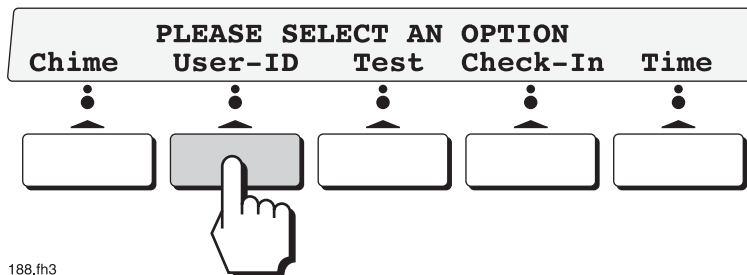 PLEASE SELECT AN OPTION
Chime User-ID Test Check-In Time
188.fh3